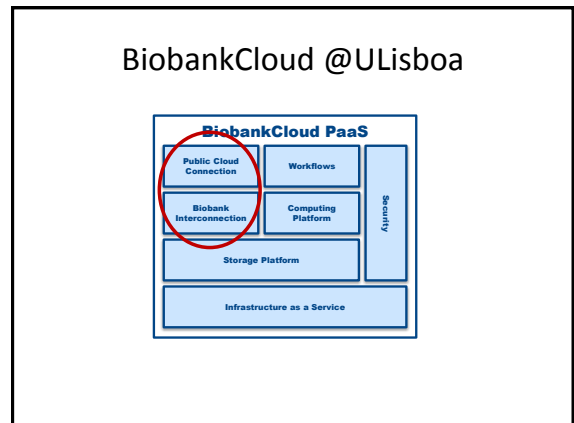 BiobankCloud @ULisboa
BiobankCloud PaaS
Public Cloud
Connection
Workflows
Biobank
Interconnection
Computing
Platform
Security
Storage Platform
Infrastructure as a Service